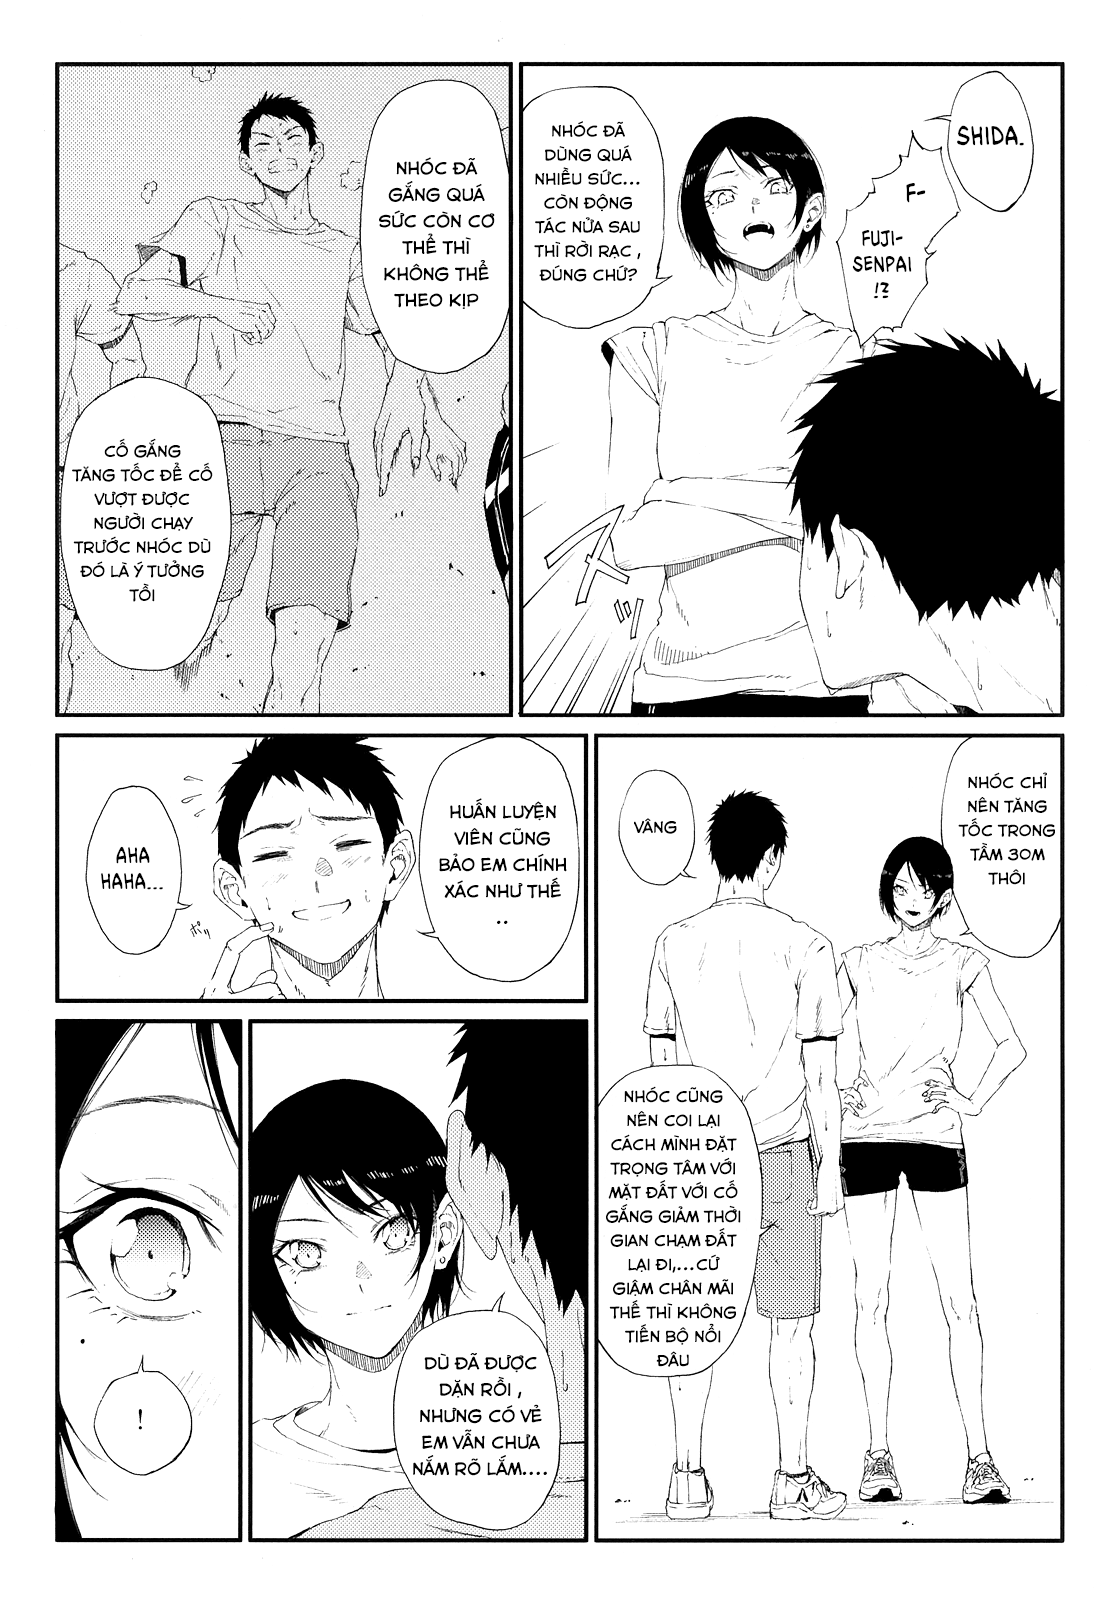 SHIDA.
F-
FUJI-
SENPAI
!?
NHÓC ĐÃ
DÙNG QUÁ
NHIỀU SỨC...
CÒN ĐỘNG
TÁC NỬA SAU
THÌ RỜI RẠC ,
ĐÚNG CHỨ?
NHÓC ĐÃ
GẮNG QUÁ
SỨC CÒN CƠ
THỂ THÌ
KHÔNG THỂ
THEO KỊP
CỐ GẮNG
TĂNG TỐC ĐỂ CỐ
VƯỢT ĐƯỢC
NGƯỜI CHẠY
TRƯỚC NHÓC DÙ
ĐÓ LÀ Ý TƯỞNG
TỒI
NHÓC CHỈ
NÊN TĂNG
TỐC TRONG
TẦM 30M
THÔI
VÂNG
NHÓC CŨNG
NÊN COI LẠI
CÁCH MÌNH ĐẶT
TRỌNG TÂM VỚI
MẶT ĐẤT VỚI CỐ
GẮNG GIẢM THỜI
GIAN CHẠM ĐẤT
LẠI ĐI,...CỨ
GIẬM CHÂN MÃI
THẾ THÌ KHÔNG
TIẾN BỘ NỔI
ĐÂU
HUẤN LUYỆN
VIÊN CŨNG
BẢO EM CHÍNH
XÁC NHƯ THẾ
..
AHA
HAHA...
ポリ
DÙ ĐÃ ĐƯỢC
DẶN RỒI ,
NHƯNG CÓ VẺ
EM VẪN CHƯA
NẮM RÕ LẮM....
!